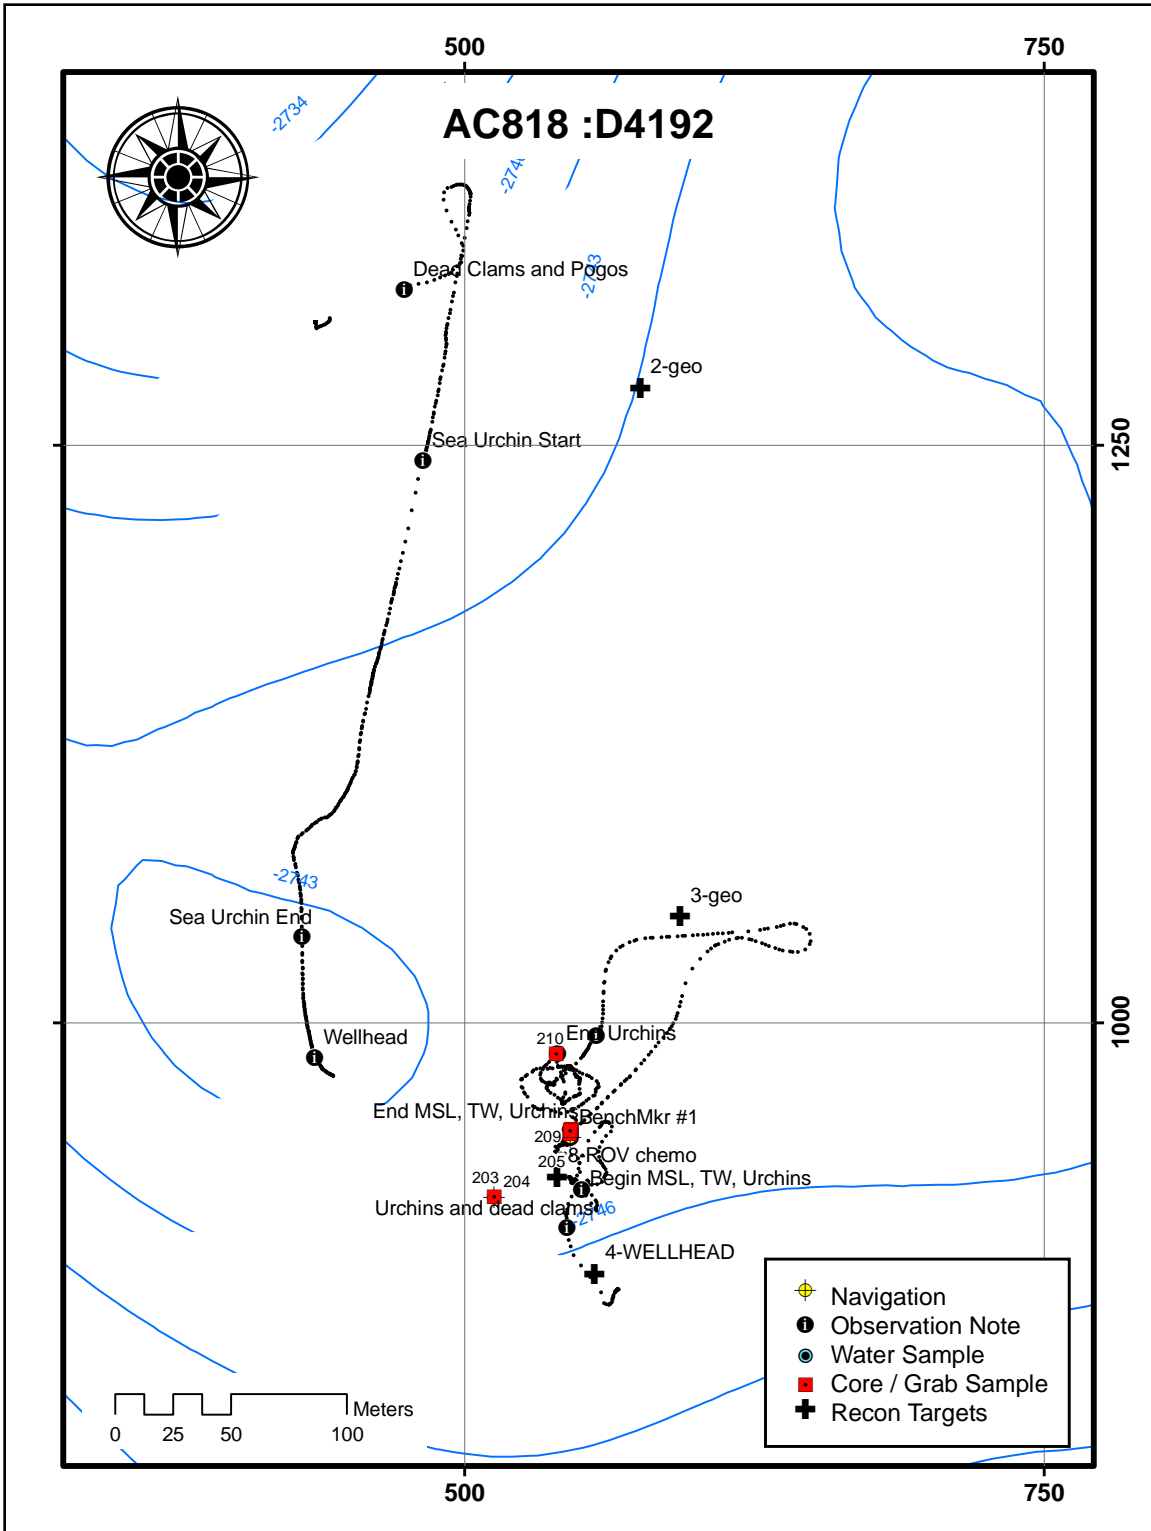 500
750
AC818 :D4192
-2734
Dead Clams and Pogos
-2743
2-geo
Sea Urchin Start
1250
-2743
3-geo
Sea Urchin End
1000
Wellhead
210
End Urchins
End MSL, TW, Urchins
BenchMkr #1
209
8-ROV chemo
205
203
204
Begin MSL, TW, Urchins
Urchins and dead clams
-2746
4-WELLHEAD
Navigation
Observation Note
Water Sample
Core / Grab Sample
Recon Targets
Meters
0
25
50
100
500
750